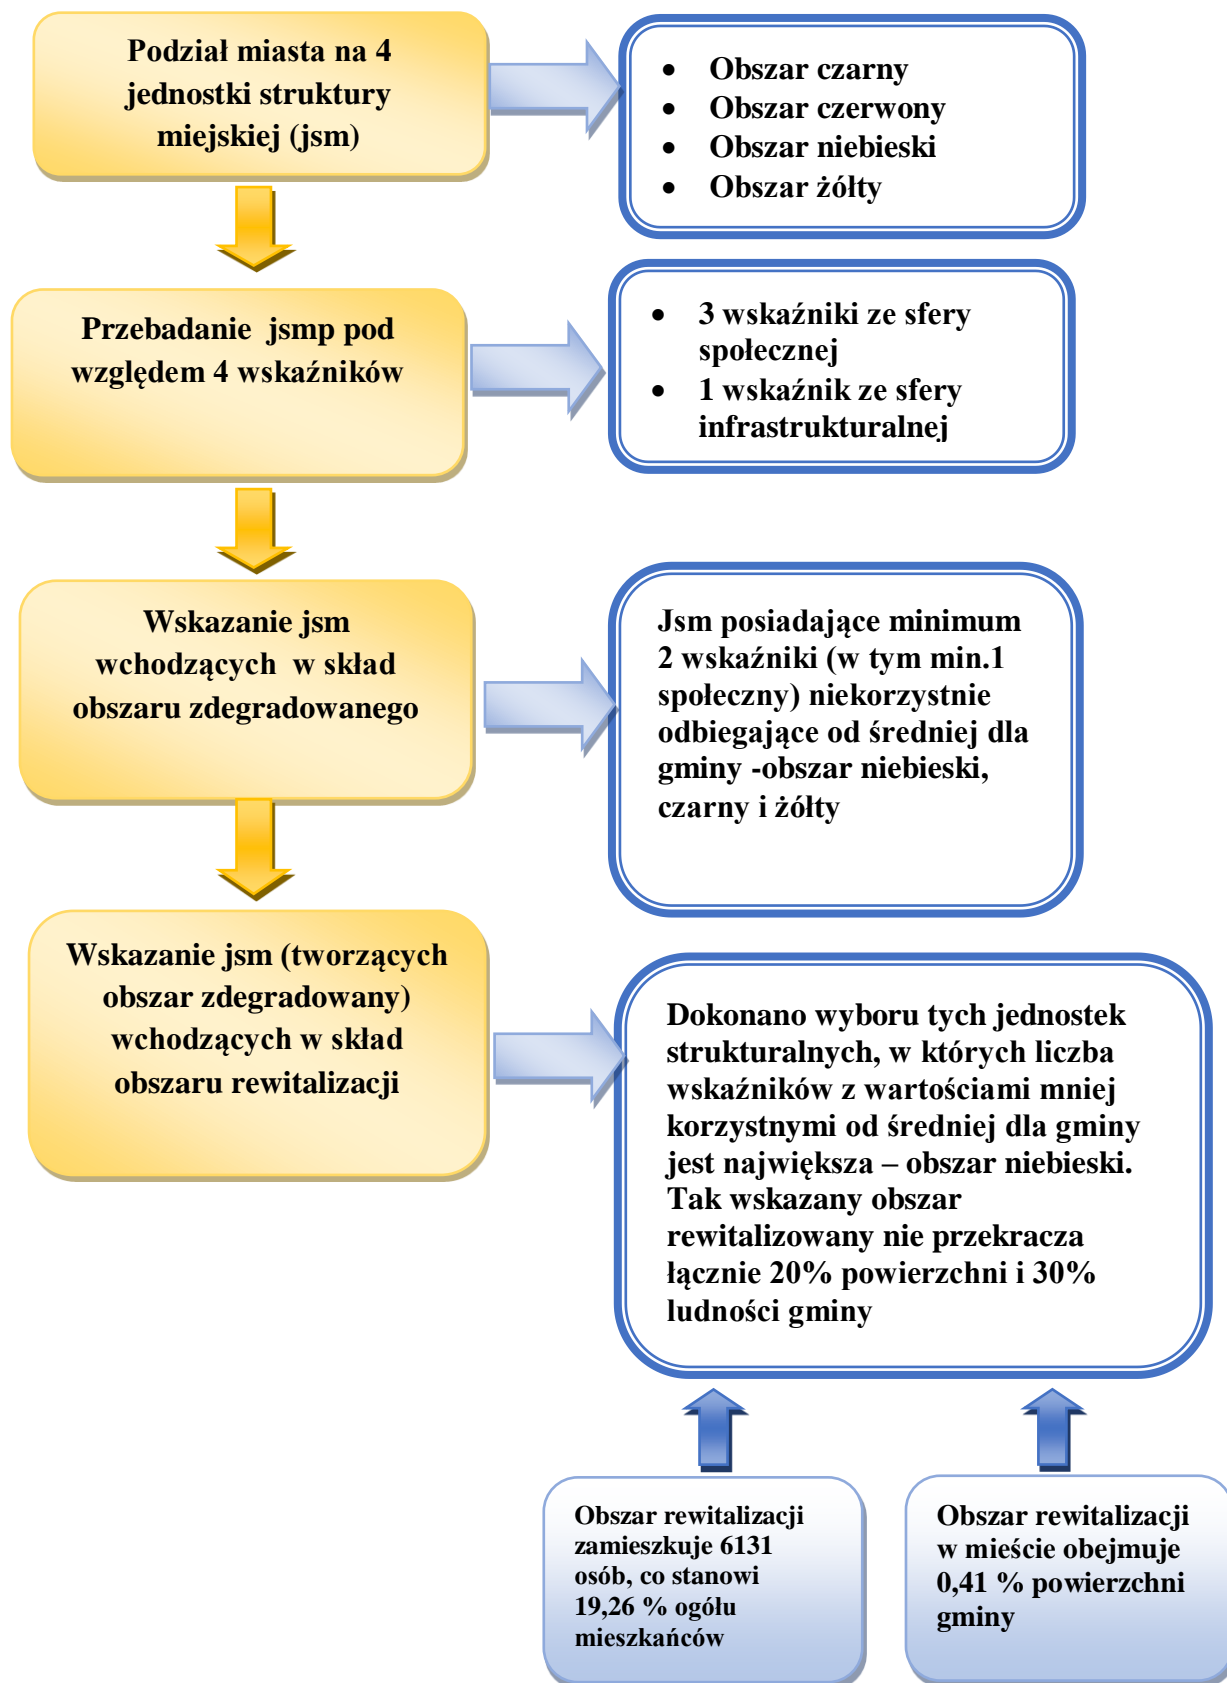 Podział miasta na 4
jednostki struktury
miejskiej (jsm)
• Obszar czarny
• Obszar czerwony
• Obszar niebieski
• Obszar żółty
Przebadanie jsmp pod
względem 4 wskaźników
• 3 wskaźniki ze sfery
społecznej
• 1 wskaźnik ze sfery
infrastrukturalnej
Wskazanie jsm
wchodzących w skład
obszaru zdegradowanego
Jsm posiadające minimum
2 wskaźniki (w tym min.1
społeczny) niekorzystnie
odbiegające od średniej dla
gminy -obszar niebieski,
czarny i żółty
Wskazanie jsm (tworzących
obszar zdegradowany)
wchodzących w skład
obszaru rewitalizacji
Dokonano wyboru tych jednostek
strukturalnych, w których liczba
wskaźników z wartościami mniej
korzystnymi od średniej dla gminy
jest największa – obszar niebieski.
Tak wskazany obszar
rewitalizowany nie przekracza
łącznie 20% powierzchni i 30%
ludności gminy
Obszar rewitalizacji
zamieszkuje 6131
osób, co stanowi
19,26 % ogółu
mieszkańców
Obszar rewitalizacji
w mieście obejmuje
0,41 % powierzchni
gminy